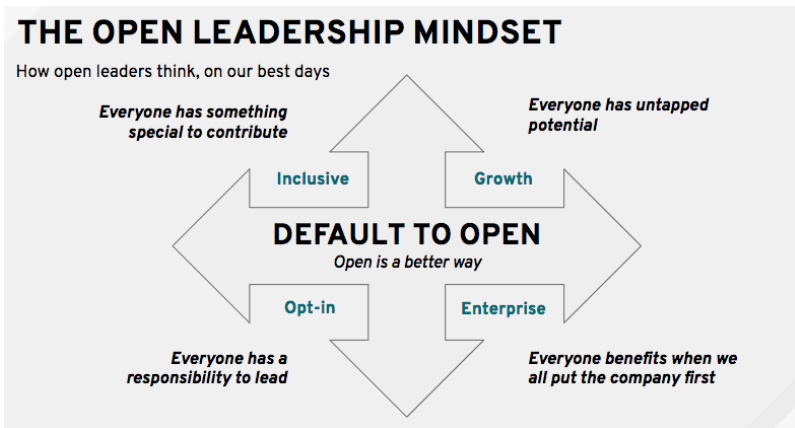 THE OPEN LEADERSHIP MINDSET
How open leaders think, on our best days
Everyone has something
special to contribute
Everyone has untapped
potential
Inclusive
Growth
DEFAULT TO OPEN
Open is a better way
Opt-in
Enterprise
Everyone has a
responsibility to lead
Everyone benefits when we
all put the company first